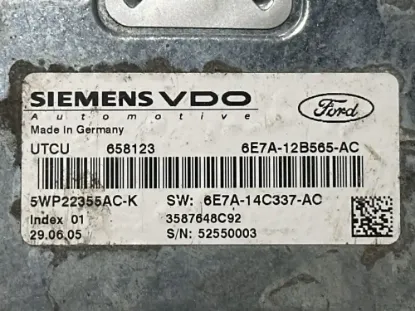 SIEMENS VDO
Automotive
Ford
Made in Germany
UTCU 658123 6E7A-12B565-AC
5WP22355AC-K SW: 6E7A-14C337-AC
Index 01 3587648C92
29.06.05 S/N: 52550003